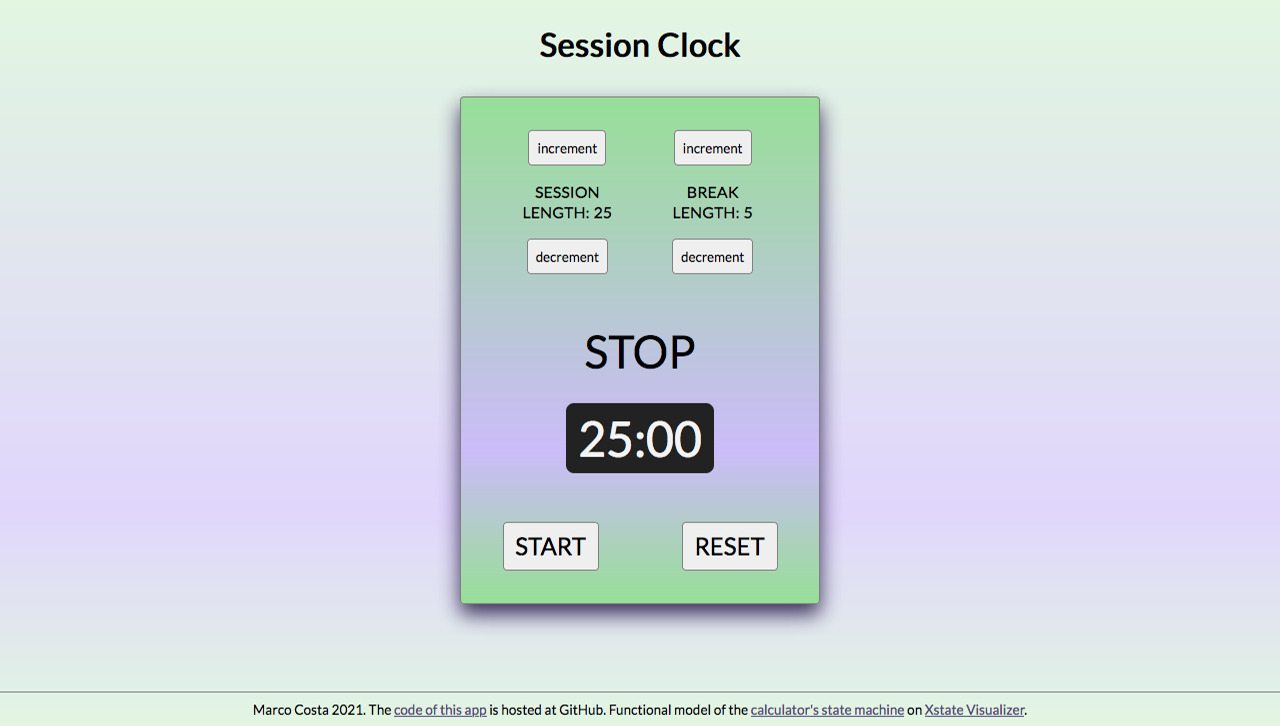 Session Clock
increment
increment
SESSION
LENGTH: 25
BREAK
LENGTH: 5
decrement
decrement
STOP
25:00
START
RESET
Marco Costa 2021. The code of this app is hosted at GitHub. Functional model of the calculator's state machine on Xstate Visualizer.